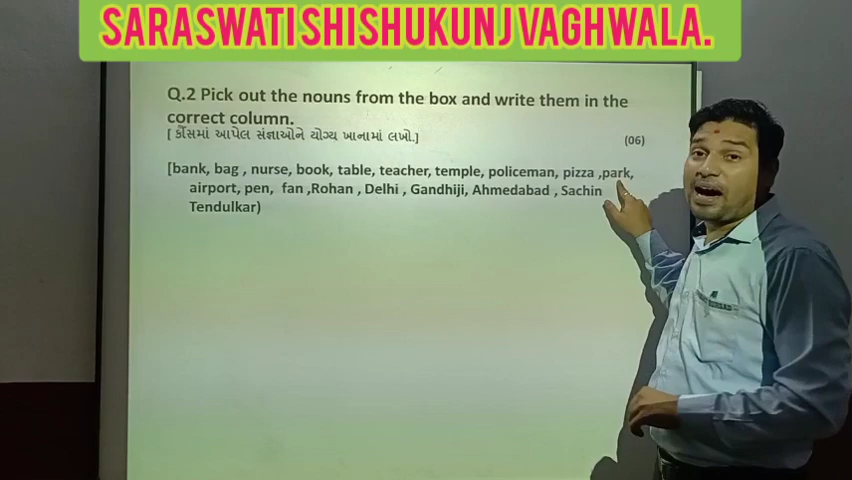 SARASWATI SHISHUKUNJ VAGHWALA.
Q.2 Pick out the nouns from the box and write them in the
correct column.
[ કૌંસમાં આપેલ સંજ્ઞાઓને યોગ્ય ખાનામાં લખો.]
(06)
[bank, bag , nurse, book, table, teacher, temple, policeman, pizza ,park,
airport, pen, fan ,Rohan , Delhi , Gandhiji, Ahmedabad , Sachin
Tendulkar)